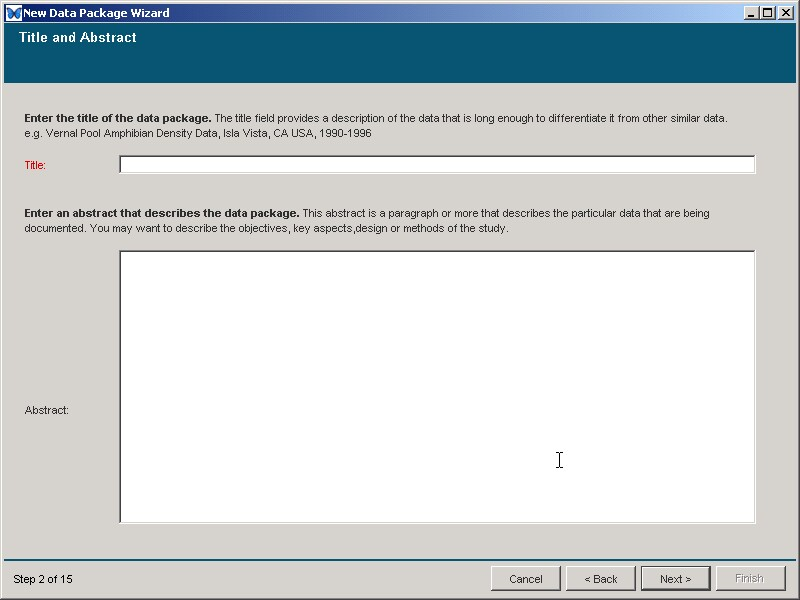 New Data Package Wizard
Title and Abstract
Enter the title of the data package. The title field provides a description of the data that is long enough to differentiate it from other similar data.
e.g. Vernal Pool Amphibian Density Data, Isla Vista, CA USA, 1990-1996
Title:
Enter an abstract that describes the data package. This abstract is a paragraph or more that describes the particular data that are being
documented. You may want to describe the objectives, key aspects,design or methods of the study.
Abstract:
Step 2 of 15
Cancel
< Back
Next >
Finish